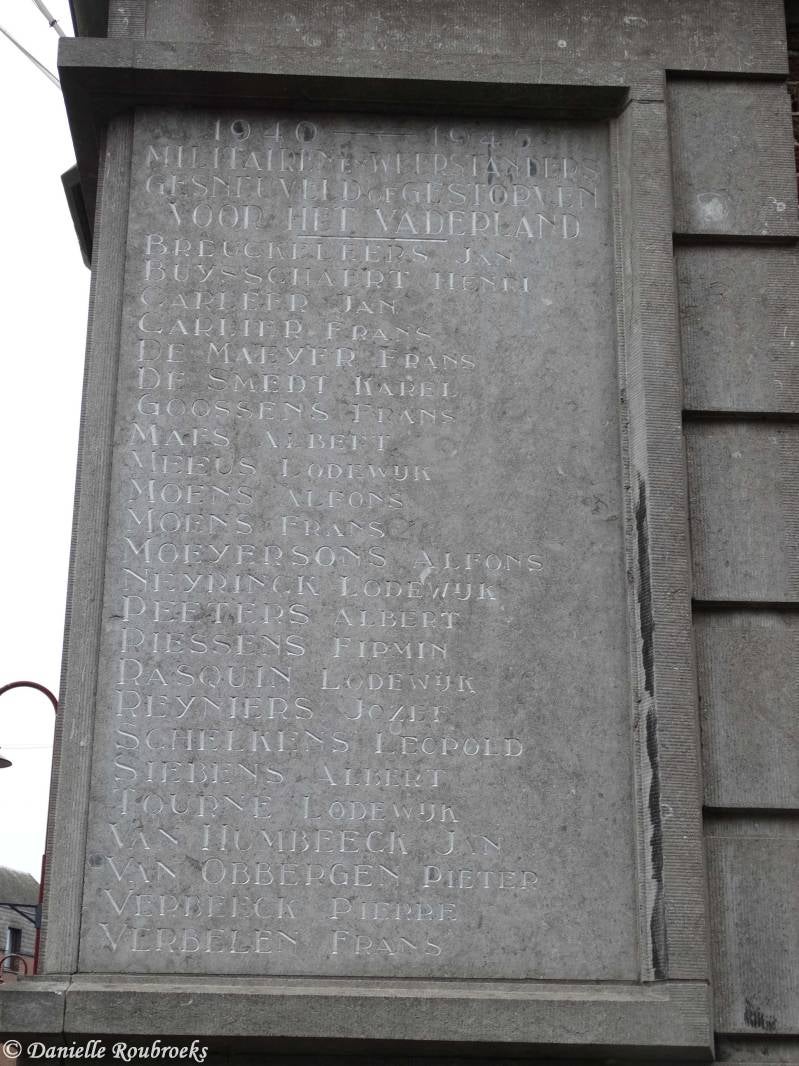 1940 — 1945
MILITAIREN EN WEERSTANDERS
GESNEUVELD OF GESTORVEN
VOOR HET VADERLAND
BREUCKELEERS JAN
BUYSSCHAERT HENRI
CARLEER JAN
CARLIER FRANS
DE MAEYER FRANS
DE SMEDT KAREL
GOOSSENS FRANS
MAES ALBERT
MEEUS LODEWIJK
MOENS ALFONS
MOENS FRANS
MOEYERSONS ALFONS
NEYRINCK LODEWIJK
PEETERS ALBERT
PIESSENS FIRMIN
RASQUIN LODEWIJK
REYNIERS JOZEF
SCHELKENS LEOPOLD
SIEBENS ALBERT
TOURNE LODEWIJK
VAN HUMBEECK JAN
VAN OBBERGEN PIETER
VERBEECK PIERRE
VERBELEN FRANS
© Danielle Roubroeks